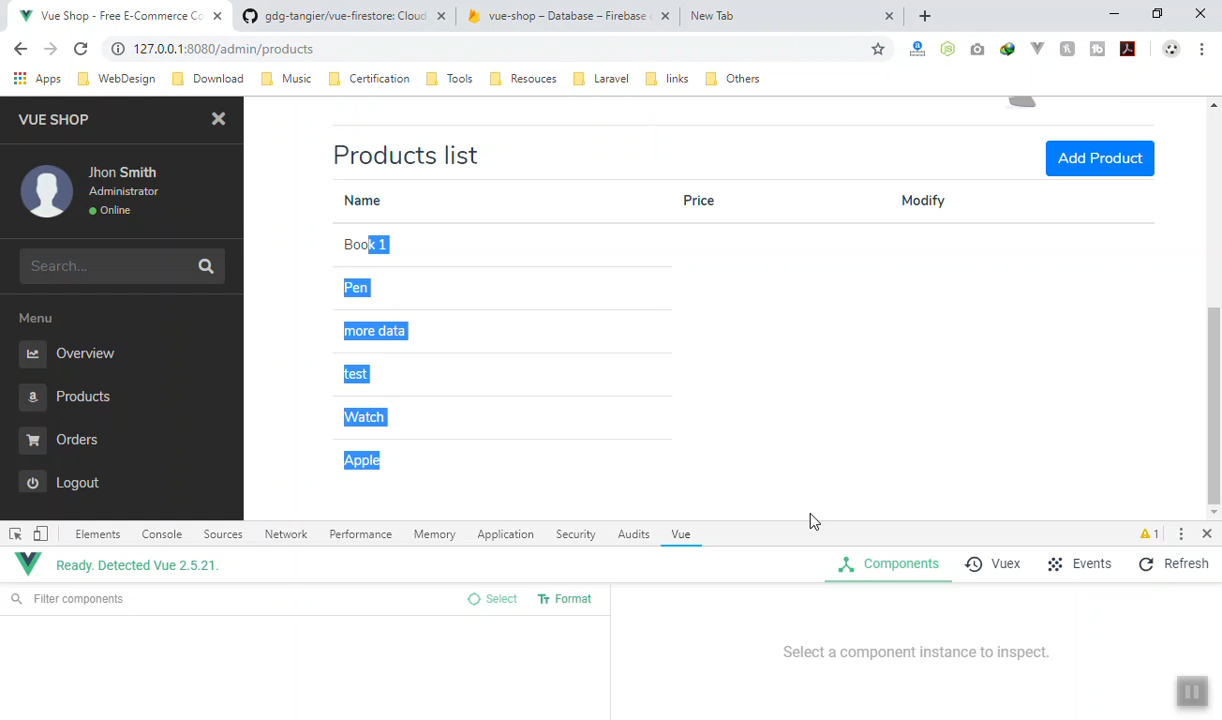 Vue Shop - Free E-Commerce Co
gdg-tangier/vue-firestore: Cloud
vue-shop – Database – Firebase c
New Tab
127.0.0.1:8080/admin/products
Apps
WebDesign
Download
Music
Certification
Tools
Resouces
Laravel
links
Others
VUE SHOP
Jhon Smith
Administrator
Online
Search...
Menu
Overview
Products
Orders
Logout
Products list
Add Product
Name Price Modify
Book 1
Pen
more data
test
Watch
Apple
Elements Console Sources Network Performance Memory Application Security Audits Vue 1
Ready. Detected Vue 2.5.21.
Components Vuex Events Refresh
Filter components
Select Format
Select a component instance to inspect.